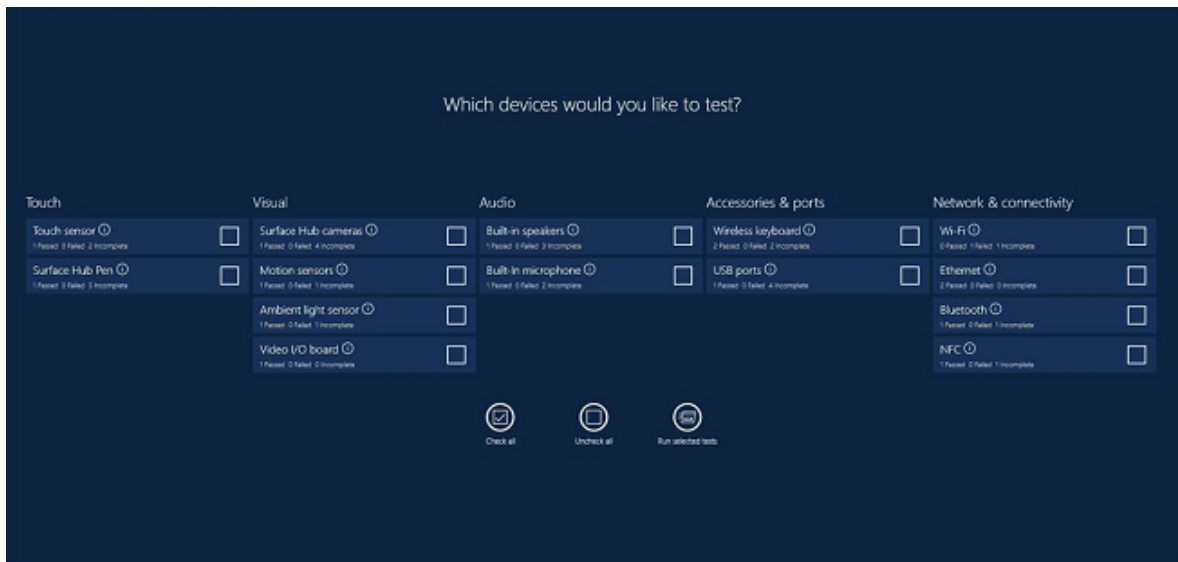 Which devices would you like to test?
Touch
Touch sensor
1 Passed 0 Failed 2 Incomplete
Surface Hub Pen
1 Passed 0 Failed 5 Incomplete
Visual
Surface Hub cameras
1 Passed 0 Failed 4 Incomplete
Motion sensors
1 Passed 0 Failed 1 Incomplete
Ambient light sensor
1 Passed 0 Failed 1 Incomplete
Video I/O board
1 Passed 0 Failed 0 Incomplete
Audio
Built-in speakers
1 Passed 0 Failed 3 Incomplete
Built-In microphone
1 Passed 0 Failed 2 Incomplete
Accessories & ports
Wireless keyboard
2 Passed 0 Failed 2 Incomplete
USB ports
1 Passed 0 Failed 4 Incomplete
Network & connectivity
Wi-Fi
0 Passed 1 Failed 1 Incomplete
Ethernet
2 Passed 0 Failed 0 Incomplete
Bluetooth
1 Passed 0 Failed 1 Incomplete
NFC
1 Passed 0 Failed 1 Incomplete
Check all
Uncheck all
Run selected tests